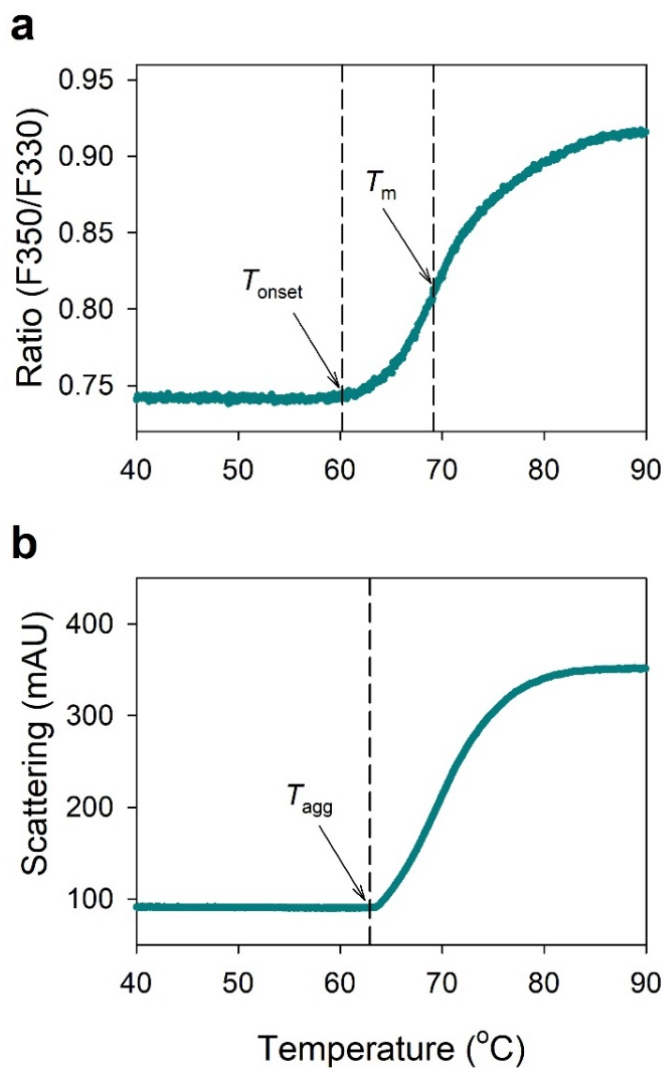 a
0.95
0.90
0.85
0.80
0.75
Ratio (F350/F330)
Tonset
Tm
40 50 60 70 80 90
b
400
300
200
100
Scattering (mAU)
Tagg
40 50 60 70 80 90
Temperature (°C)